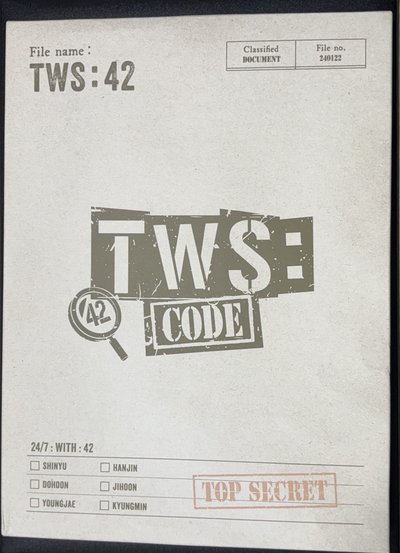 File name :
TWS : 42
Classified
DOCUMENT
File no.
240122
TWS:
42
CODE
24/7 : WITH : 42
SHINYU
HANJIN
DOHOON
JIHOON
YOUNGJAE
KYUNGMIN
TOP SECRET